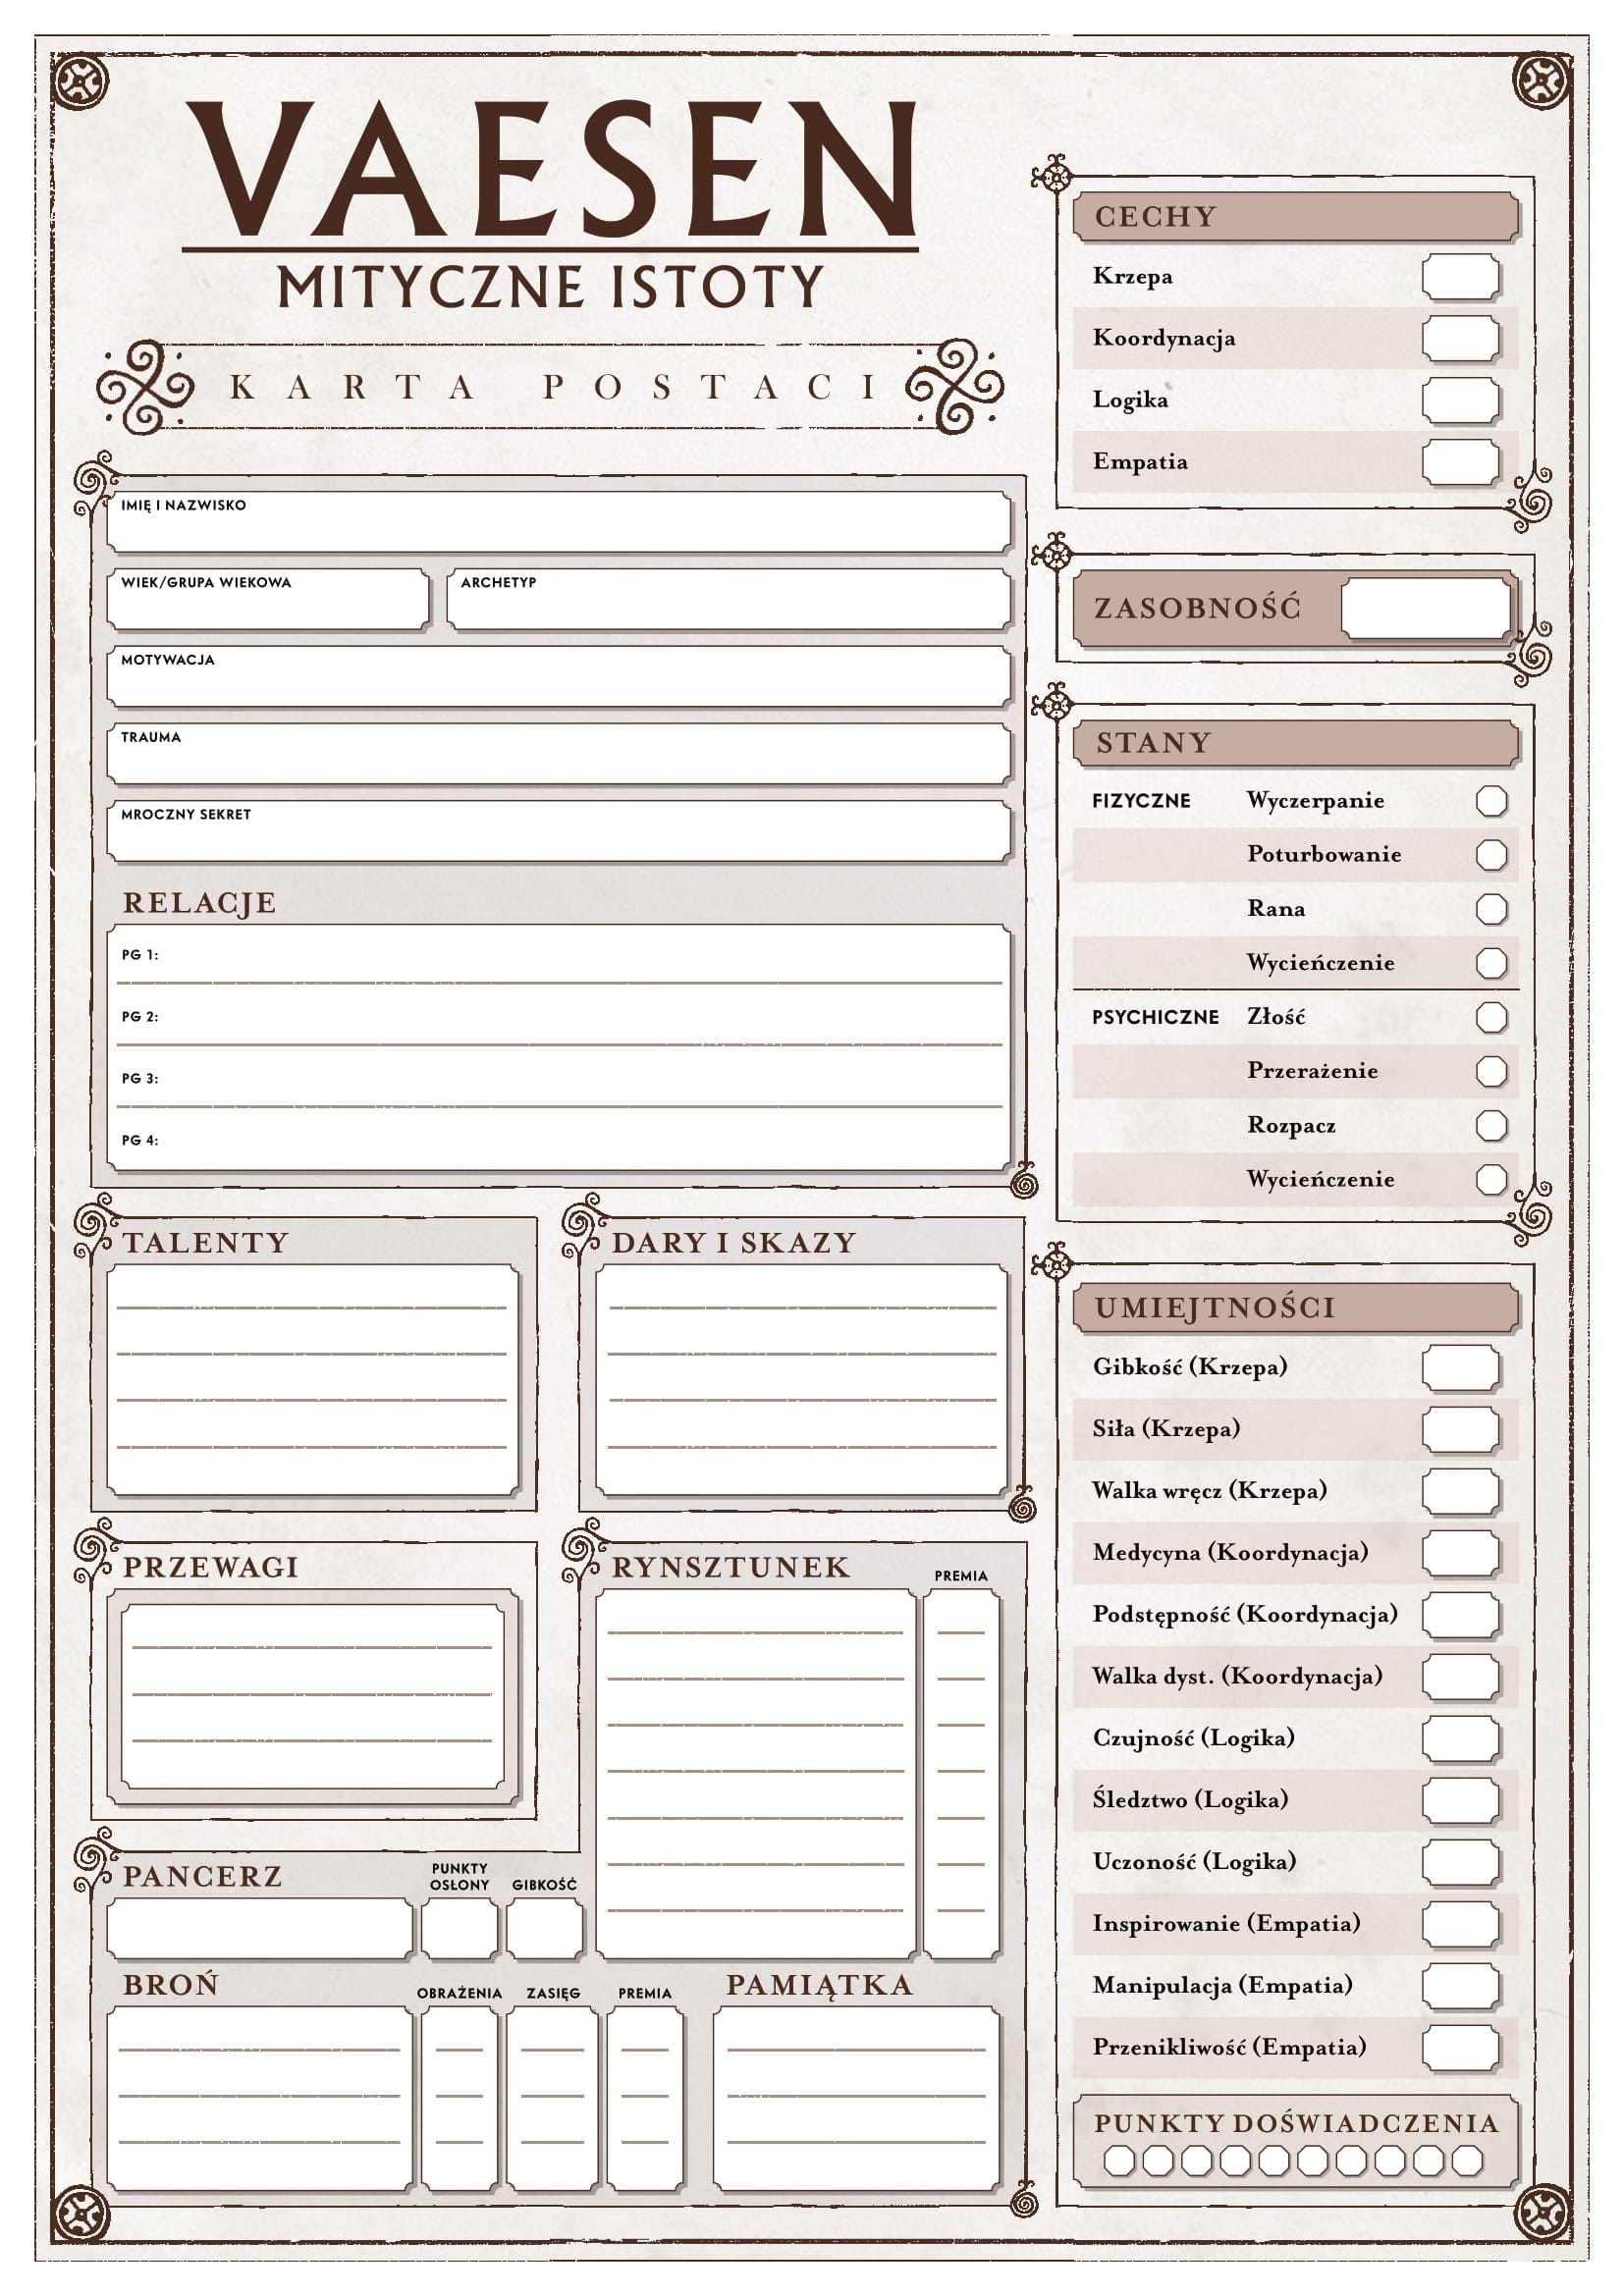 VAESEN
MITYCZNE ISTOTY
KARTA POSTACI
IMIĘ I NAZWISKO
WIEK/GRUPA WIEKOWA
ARCHETYP
MOTYWACJA
TRAUMA
MROCZNY SEKRET
RELACJE
PG 1:
PG 2:
PG 3:
PG 4:
TALENTY
DARY I SKAZY
PRZEWAGI
RYNSZTUNEK
PREMIA
PANCERZ
PUNKTY
OSŁONY
GIBKOŚĆ
BROŃ
OBRAŻENIA
ZASIĘG
PREMIA
PAMIĄTKA
CECHY
Krzepa
Koordynacja
Logika
Empatia
ZASOBNOŚĆ
STANY
FIZYCZNE Wyczerpanie
Poturbowanie
Rana
Wycieńczenie
PSYCHICZNE Złość
Przerażenie
Rozpacz
Wycieńczenie
UMIEJTNOŚCI
Gibkość (Krzepa)
Siła (Krzepa)
Walka wręcz (Krzepa)
Medycyna (Koordynacja)
Podstępność (Koordynacja)
Walka dyst. (Koordynacja)
Czujność (Logika)
Śledztwo (Logika)
Uczoność (Logika)
Inspirowanie (Empatia)
Manipulacja (Empatia)
Przenikliwość (Empatia)
PUNKTY DOŚWIADCZENIA